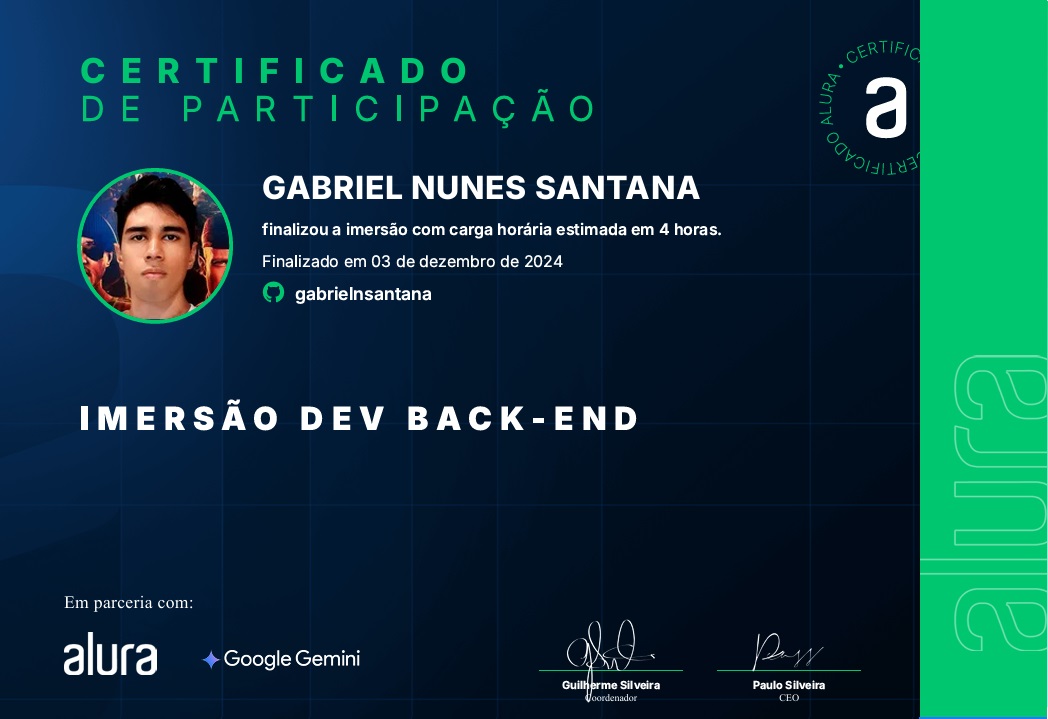 CERTIFICADO
DE PARTICIPAÇÃO
CERTIFICADO ALURA • CERTIFIC
a
GABRIEL NUNES SANTANA
finalizou a imersão com carga horária estimada em 4 horas.
Finalizado em 03 de dezembro de 2024
gabrielnsantana
IMERSÃO DEV BACK-END
Em parceria com:
alura
Google Gemini
Guilherme Silveira
Coordenador
Paulo Silveira
CEO
alura